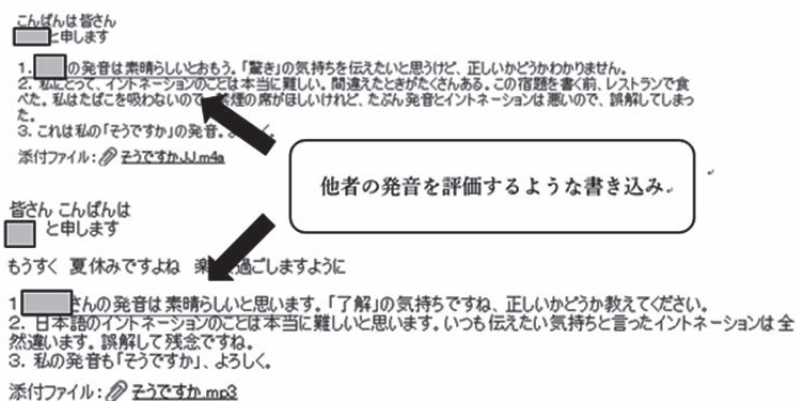 こんばんは皆さん
と申します
1. の発音は素晴らしいとおもう。「驚き」の気持ちを伝えたいと思うけど、正しいかどうかわかりません。
2. 私にとって、イントネーションのことは本当に難しい。間違えたときがたくさんある。この宿題を書く前、レストランで食
べた。私はたばこを吸わないので 煙の席がほしいけれど、たぶん発音とイントネーションは悪いので、誤解してしまっ
た。
3. これは私の「そうですか」の発音。 く。
添付ファイル: そうですかJJ.m4a
他者の発音を評価するような書き込み
皆さん こんばんは
と申します
もうすぐ 夏休みですよね 過ごしますように
1 さんの発音は素晴らしいと思います。「了解」の気持ちですね、正しいかどうか教えてください。
2. 日本語のイントネーションのことは本当に難しいと思います。いつも伝えたい気持ちと言ったイントネーションは全
然違います。誤解して残念ですね。
3. 私の発音も「そうですか」、よろしく。
添付ファイル: そうですか.mp3